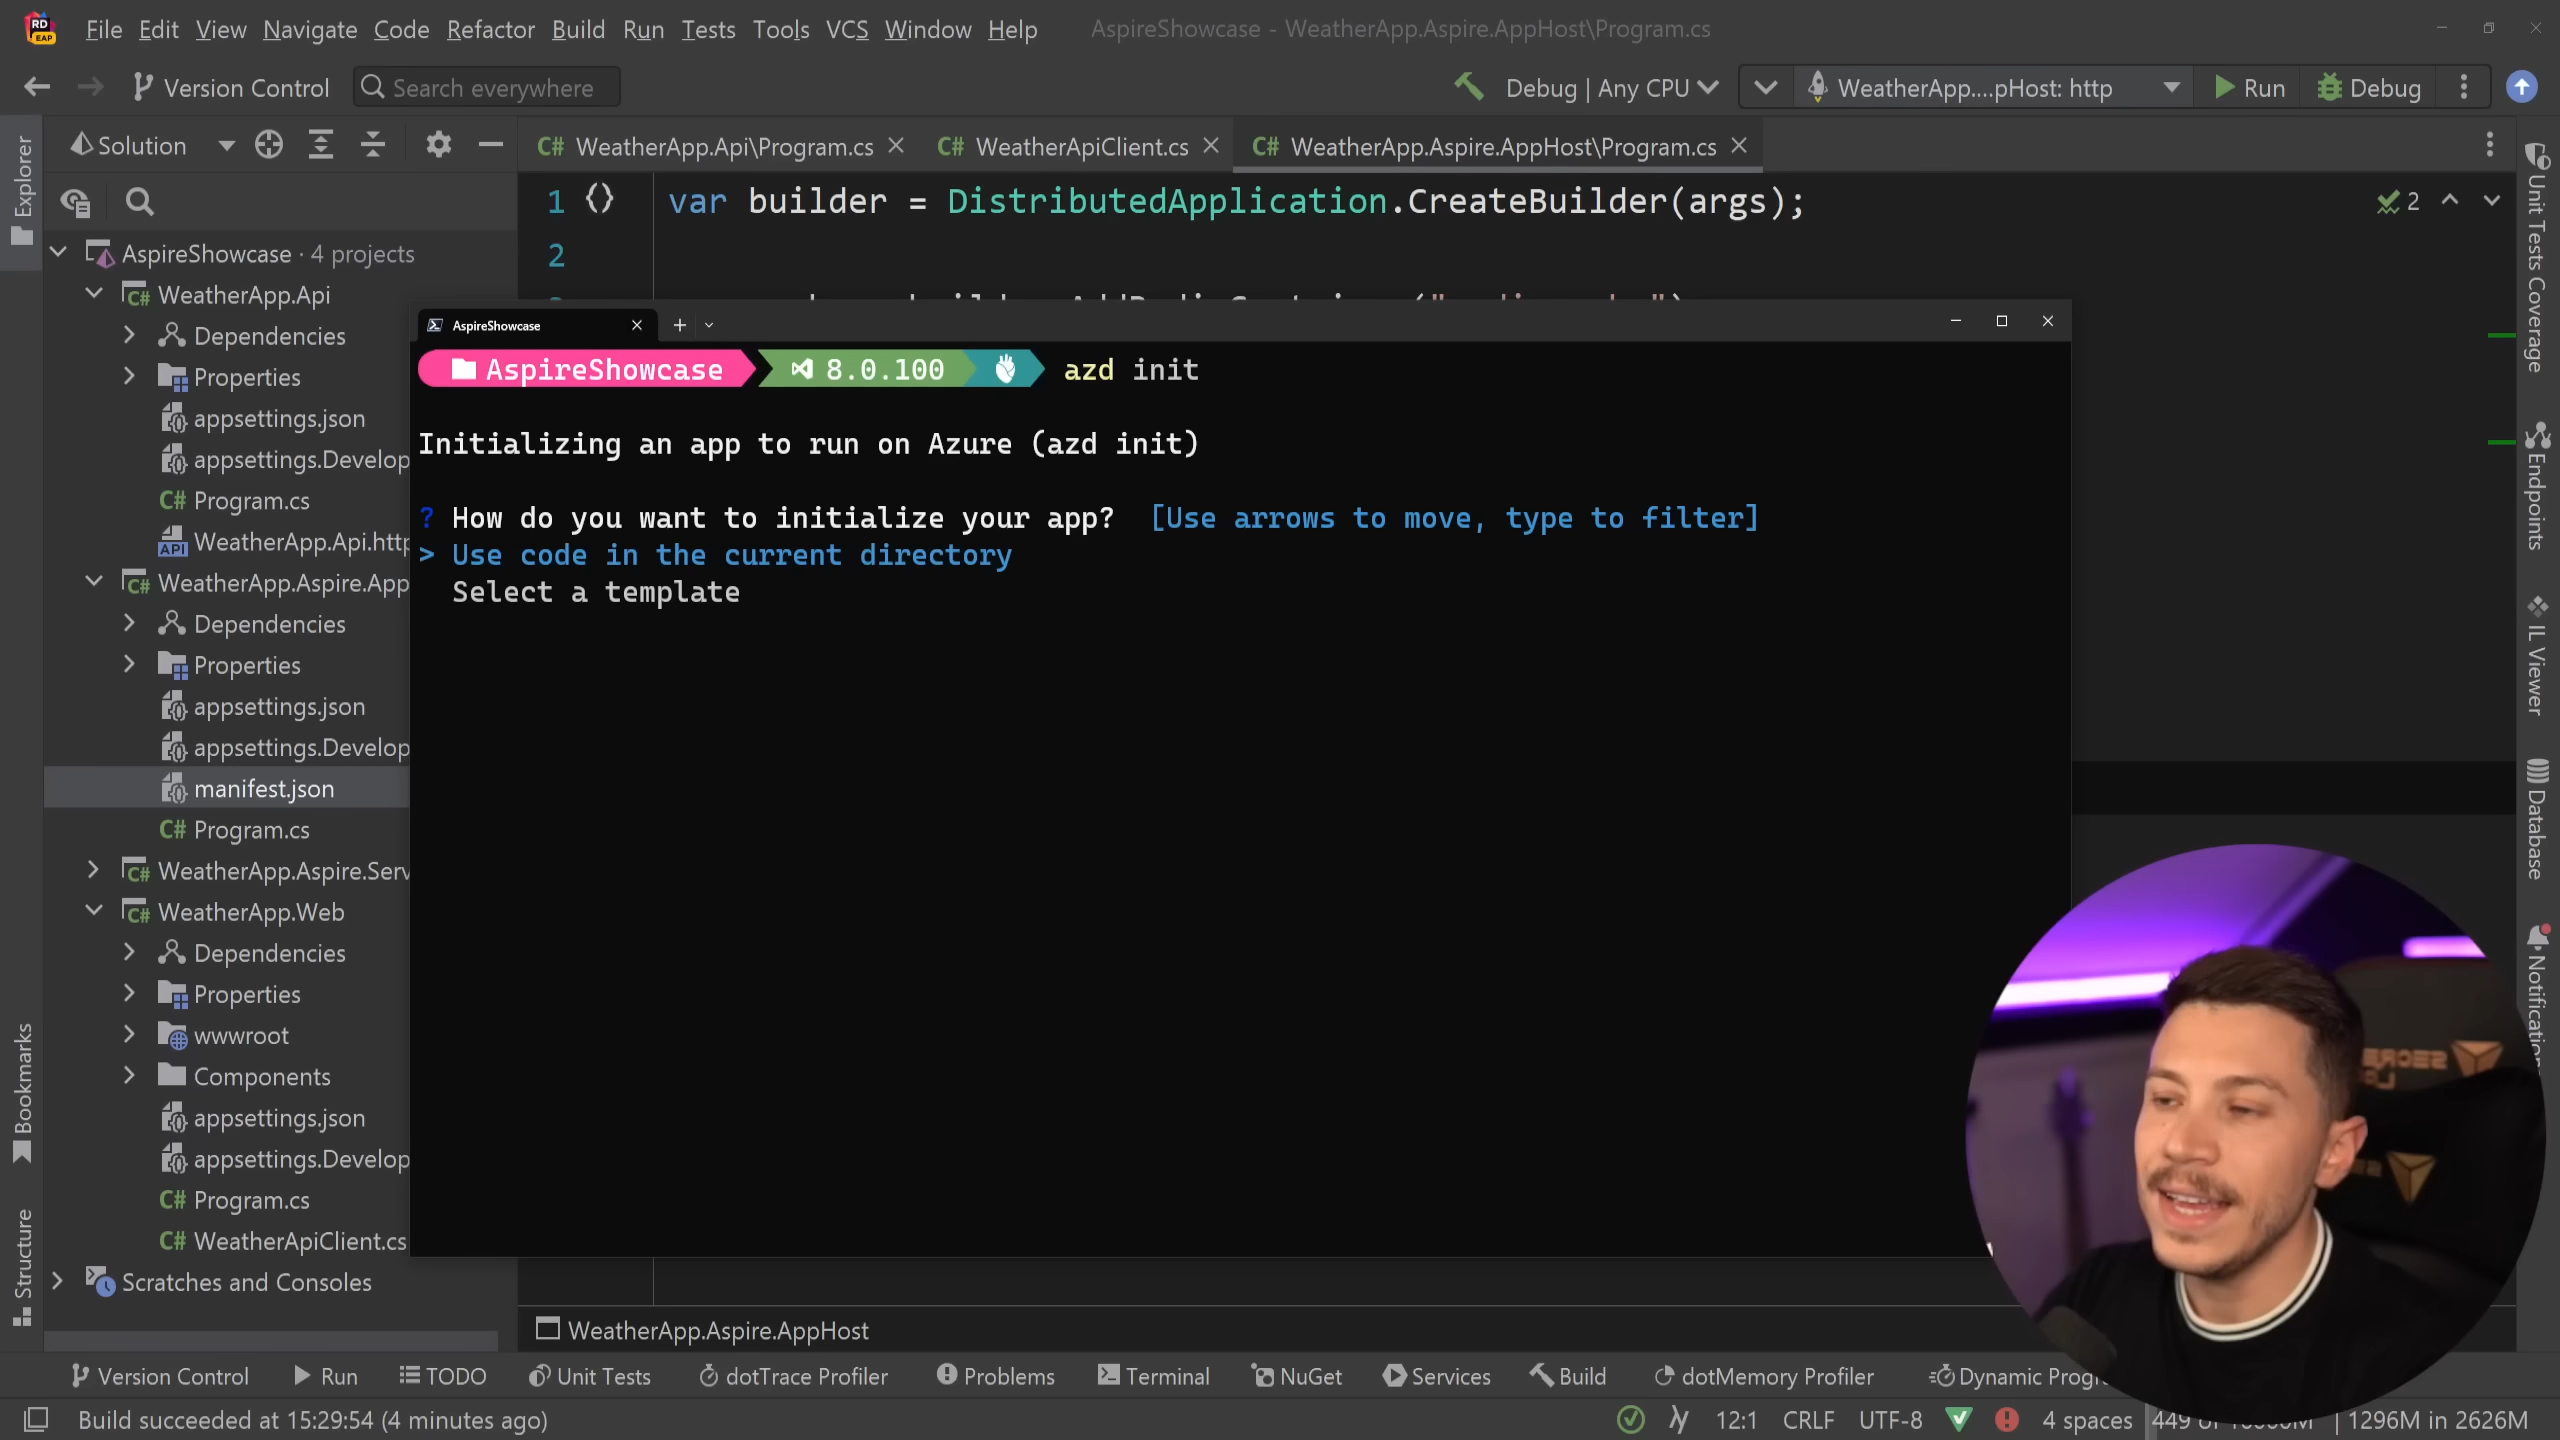 File Edit View Navigate Code Refactor Build Run Tests Tools VCS Window Help AspireShowcase - WeatherApp.Aspire.AppHost\Program.cs
RD
EAP
Version Control Search everywhere Debug | Any CPU WeatherApp....pHost: http Run Debug
Solution
C# WeatherApp.Api\Program.cs C# WeatherApiClient.cs C# WeatherApp.Aspire.AppHost\Program.cs
Explorer
1 {} var builder = DistributedApplication.CreateBuilder(args);
2
2
AspireShowcase · 4 projects
C# WeatherApp.Api
Dependencies
Properties
appsettings.json
appsettings.Develop
C# Program.cs
API WeatherApp.Api.http
C# WeatherApp.Aspire.App
Dependencies
Properties
appsettings.json
appsettings.Develop
manifest.json
C# Program.cs
C# WeatherApp.Aspire.Serv
C# WeatherApp.Web
Dependencies
Properties
wwwroot
Components
appsettings.json
appsettings.Develop
C# Program.cs
C# WeatherApiClient.cs
Scratches and Consoles
Bookmarks
Structure
AspireShowcase
AspireShowcase 8.0.100 azd init
Initializing an app to run on Azure (azd init)
? How do you want to initialize your app? [Use arrows to move, type to filter]
> Use code in the current directory
Select a template
Unit Tests Coverage
Endpoints
IL Viewer
Database
Notification
WeatherApp.Aspire.AppHost
Version Control Run TODO Unit Tests dotTrace Profiler Problems Terminal NuGet Services Build dotMemory Profiler Dynamic Progr
Build succeeded at 15:29:54 (4 minutes ago) 12:1 CRLF UTF-8 4 spaces 449 of 1296M in 2626M